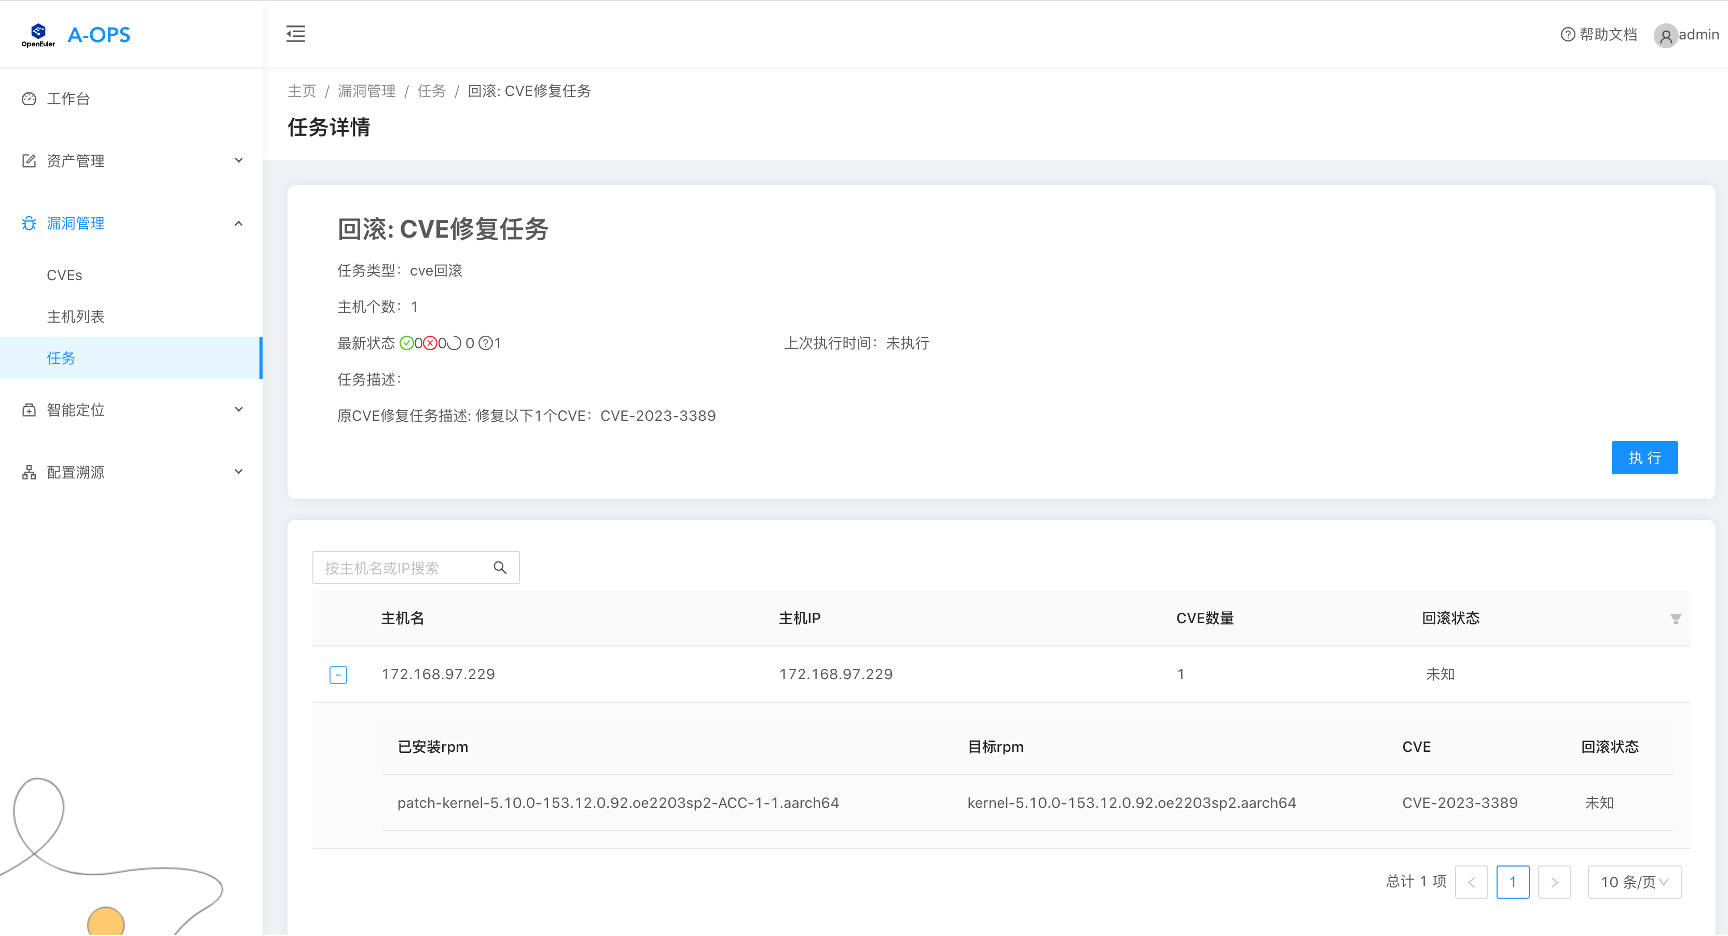 OpenEuler
A-OPS
帮助文档
admin
工作台
资产管理
漏洞管理
CVEs
主机列表
任务
智能定位
配置溯源
主页 / 漏洞管理 / 任务 / 回滚: CVE修复任务
任务详情
回滚: CVE修复任务
任务类型： cve回滚
主机个数： 1
最新状态 0 0 0 1
上次执行时间： 未执行
任务描述：
原CVE修复任务描述: 修复以下1个CVE：CVE-2023-3389
执 行
按主机名或IP搜索
主机名 主机IP CVE数量 回滚状态
172.168.97.229 172.168.97.229 1 未知
已安装rpm 目标rpm CVE 回滚状态
patch-kernel-5.10.0-153.12.0.92.oe2203sp2-ACC-1-1.aarch64 kernel-5.10.0-153.12.0.92.oe2203sp2.aarch64 CVE-2023-3389 未知
总计 1 项 < 1 > 10 条/页